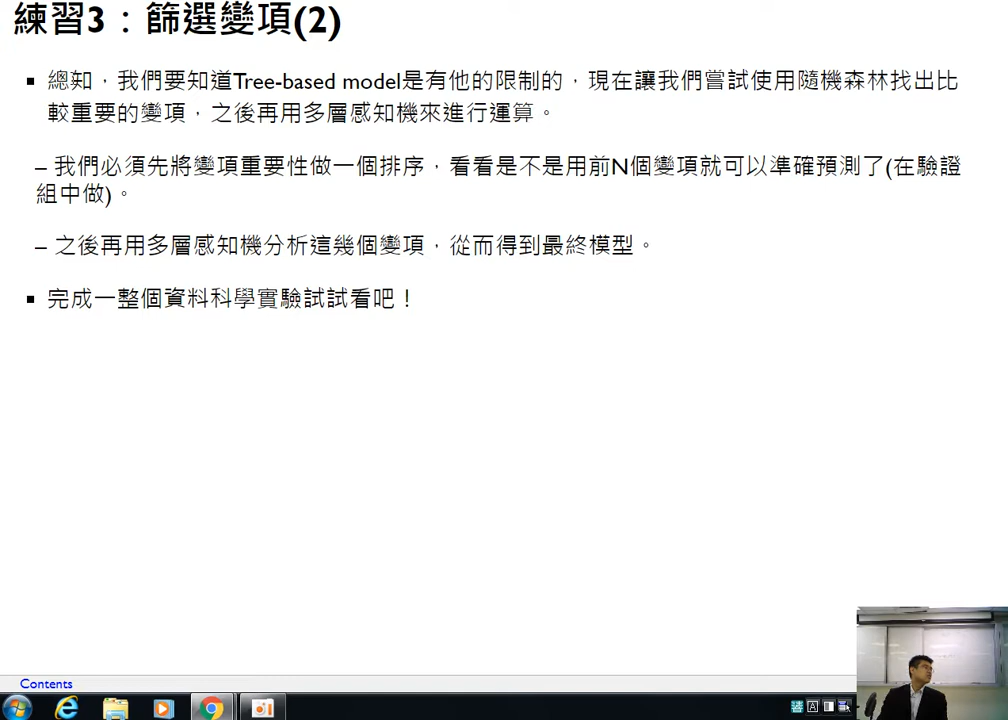 練習3：篩選變項(2)
總知，我們要知道Tree-based model是有他的限制的，現在讓我們嘗試使用隨機森林找出比
較重要的變項，之後再用多層感知機來進行運算。
– 我們必須先將變項重要性做一個排序，看看是不是用前N個變項就可以準確預測了(在驗證
組中做)。
– 之後再用多層感知機分析這幾個變項，從而得到最終模型。
完成一整個資料科學實驗試試看吧！
Contents